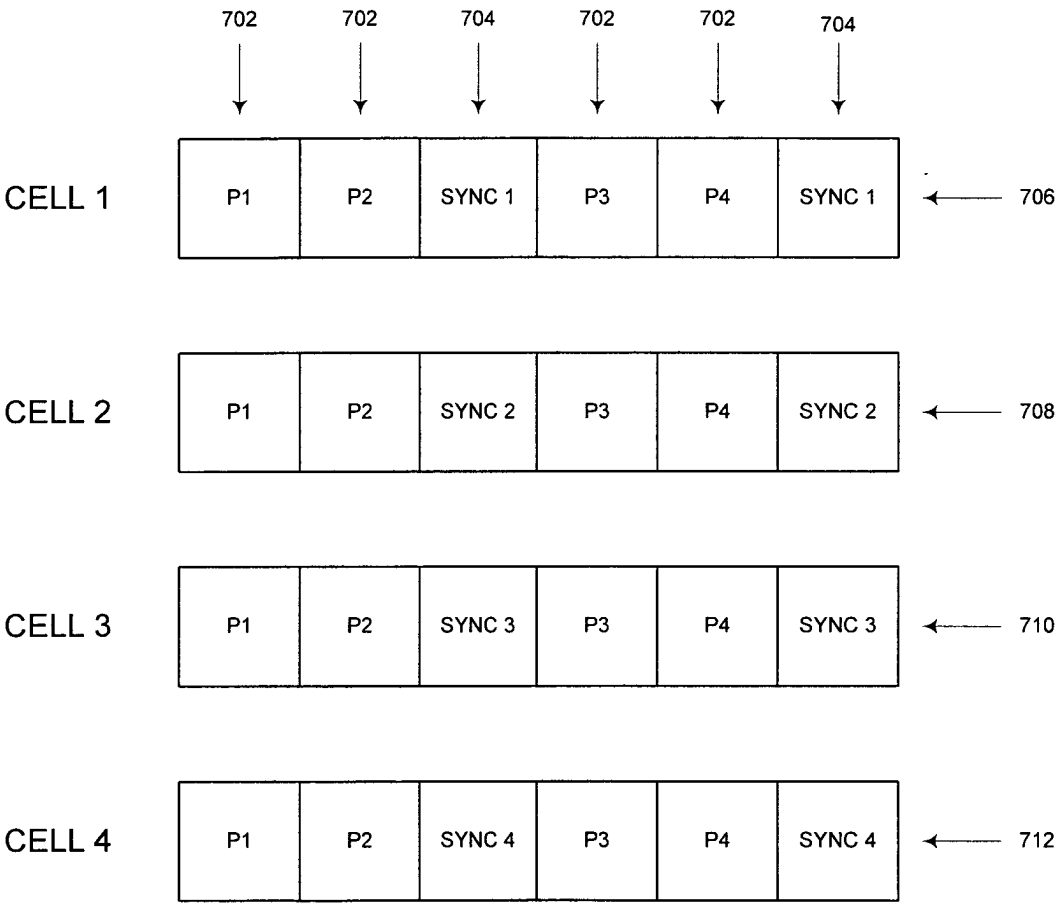 702 702 704 702 702 704
CELL 1 P1 P2 SYNC 1 P3 P4 SYNC 1 706
CELL 2 P1 P2 SYNC 2 P3 P4 SYNC 2 708
CELL 3 P1 P2 SYNC 3 P3 P4 SYNC 3 710
CELL 4 P1 P2 SYNC 4 P3 P4 SYNC 4 712